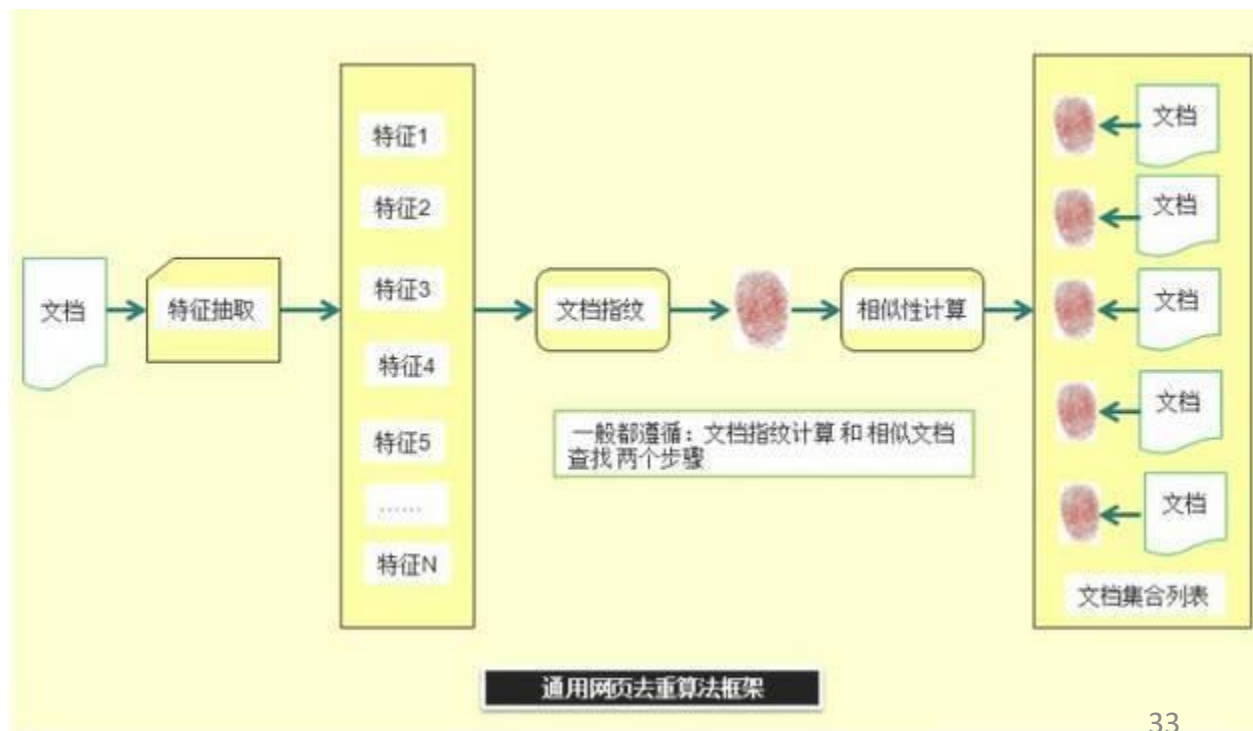 文档
特征抽取
特征1
特征2
特征3
特征4
特征5
......
特征N
文档指纹
相似性计算
一般都遵循：文档指纹计算 和 相似文档
查找 两个步骤
文档
文档
文档
文档
文档
文档集合列表
通用网页去重算法框架
33